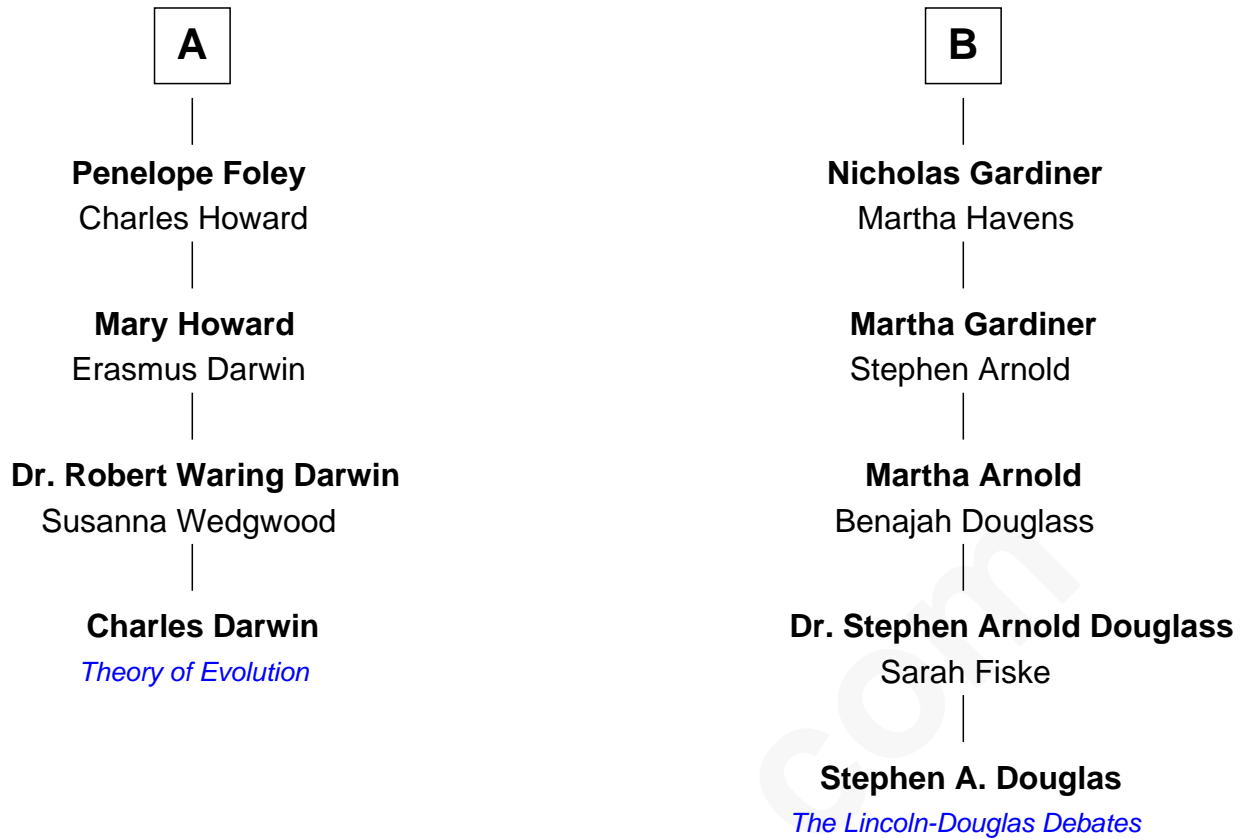 A
Penelope Foley
Charles Howard
Mary Howard
Erasmus Darwin
Dr. Robert Waring Darwin
Susanna Wedgwood
Charles Darwin
Theory of Evolution
B
Nicholas Gardiner
Martha Havens
Martha Gardiner
Stephen Arnold
Martha Arnold
Benajah Douglass
Dr. Stephen Arnold Douglass
Sarah Fiske
Stephen A. Douglas
The Lincoln-Douglas Debates
com